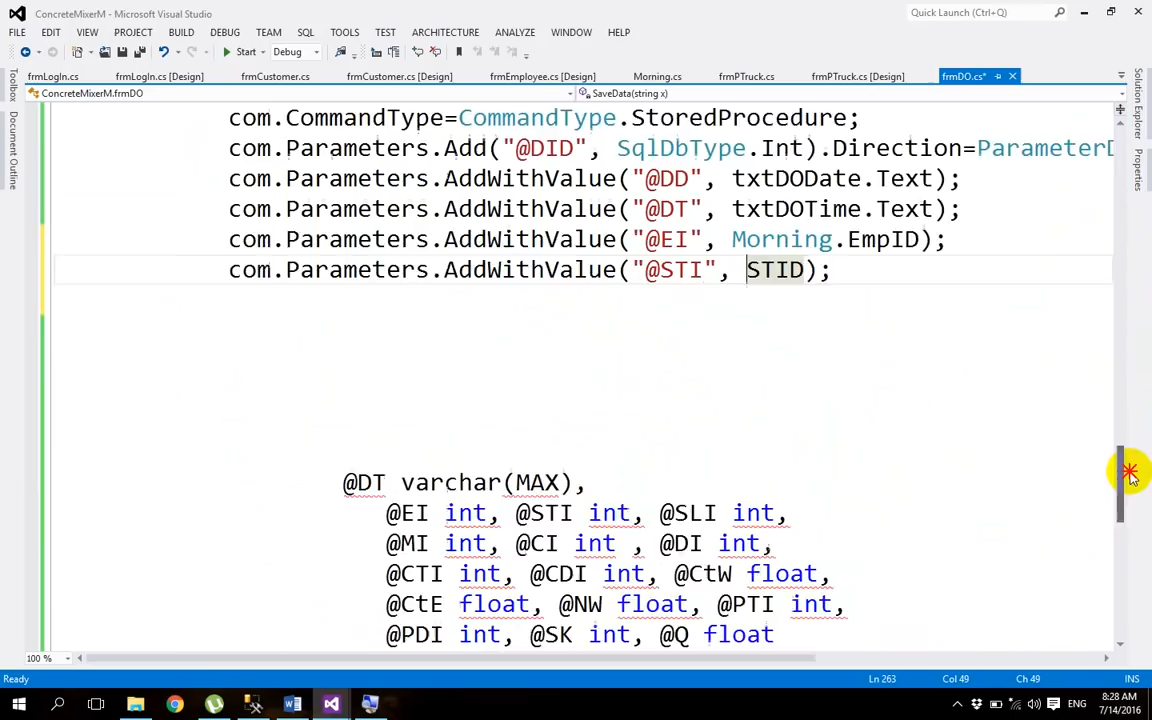 ConcreteMixerM - Microsoft Visual Studio
Quick Launch (Ctrl+Q)
FILE EDIT VIEW PROJECT BUILD DEBUG TEAM SQL TOOLS TEST ARCHITECTURE ANALYZE WINDOW HELP
Start Debug
frmLogIn.cs frmLogIn.cs [Design] frmCustomer.cs frmCustomer.cs [Design] frmEmployee.cs [Design] Morning.cs frmPTruck.cs frmPTruck.cs [Design] frmDO.cs*
ConcreteMixerM.frmDO SaveData(string x)
Toolbox
Document Outline
Solution Explorer
Properties
com.CommandType=CommandType.StoredProcedure;
com.Parameters.Add("@DID", SqlDbType.Int).Direction=ParameterD
com.Parameters.AddWithValue("@DD", txtDODate.Text);
com.Parameters.AddWithValue("@DT", txtDOTime.Text);
com.Parameters.AddWithValue("@EI", Morning.EmpID);
com.Parameters.AddWithValue("@STI", STID);
@DT varchar(MAX),
@EI int, @STI int, @SLI int,
@MI int, @CI int , @DI int,
@CTI int, @CDI int, @CtW float,
@CtE float, @NW float, @PTI int,
@PDI int, @SK int, @Q float
100 %
Ready Ln 263 Col 49 Ch 49 INS
ENG 8:28 AM
7/14/2016